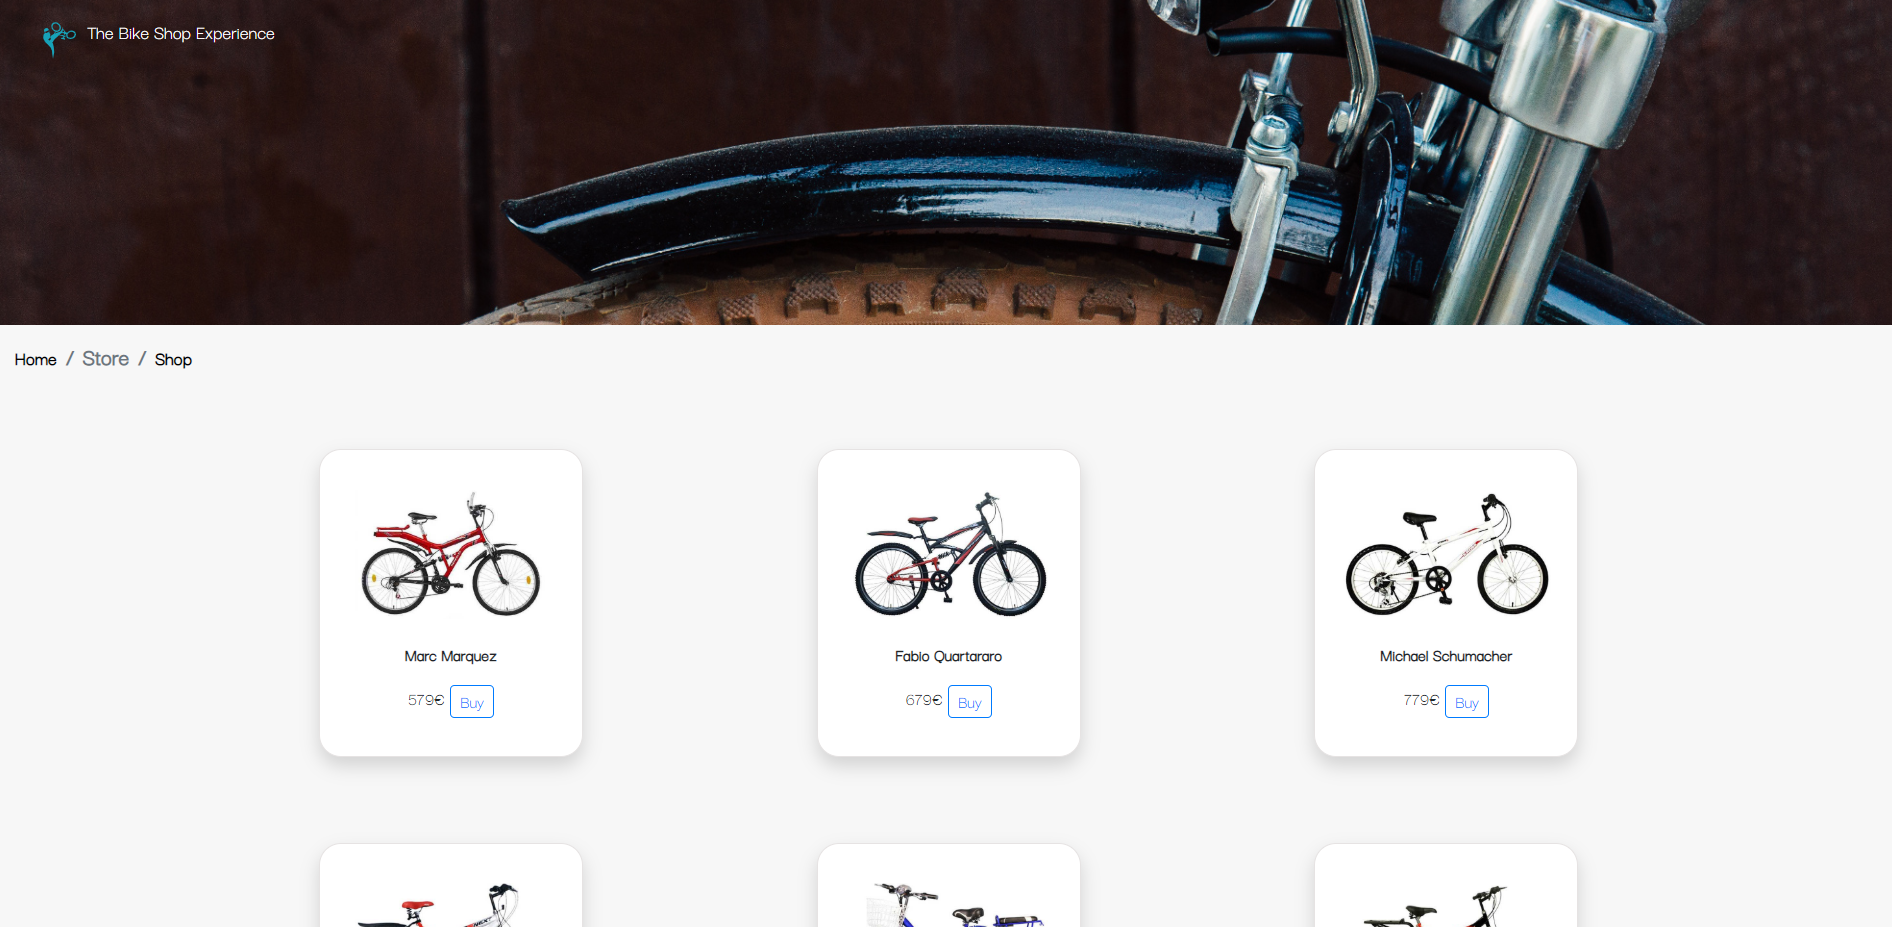 The Bike Shop Experience
Home / Store / Shop
Marc Marquez
579€ Buy
Fabio Quartararo
679€ Buy
Michael Schumacher
779€ Buy